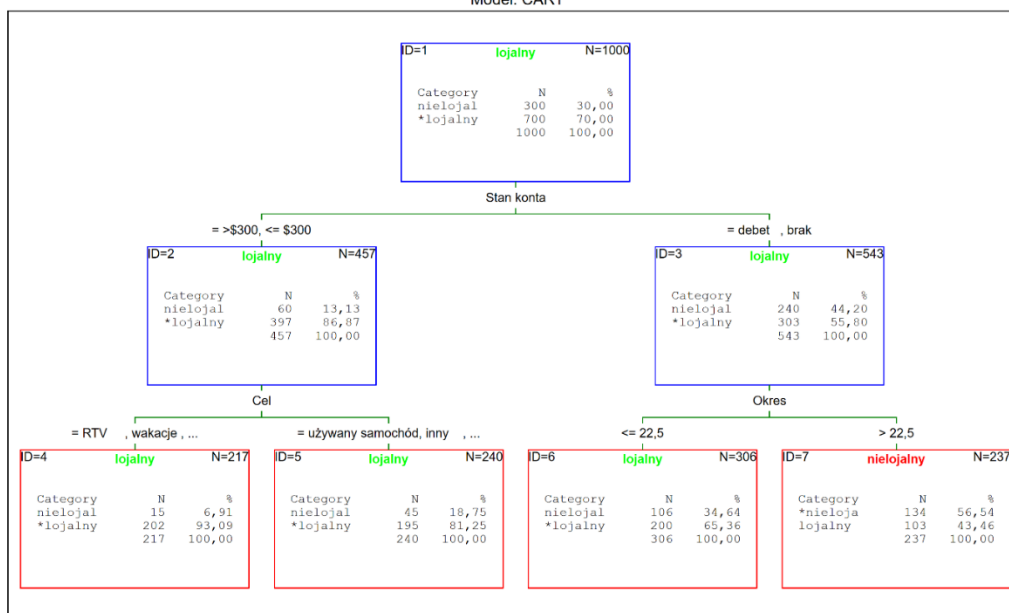 Model: CART
ID=1 lojalny N=1000
Category N %
nielojal 300 30,00
*lojalny 700 70,00
1000 100,00
Stan konta
= >$300, <= $300
= debet , brak
ID=2 lojalny N=457
Category N %
nielojal 60 13,13
*lojalny 397 86,87
457 100,00
ID=3 lojalny N=543
Category N %
nielojal 240 44,20
*lojalny 303 55,80
543 100,00
Cel
Okres
= RTV , wakacje , ...
= używany samochód, inny , ...
<= 22,5
> 22,5
ID=4 lojalny N=217
Category N %
nielojal 15 6,91
*lojalny 202 93,09
217 100,00
ID=5 lojalny N=240
Category N %
nielojal 45 18,75
*lojalny 195 81,25
240 100,00
ID=6 lojalny N=306
Category N %
nielojal 106 34,64
*lojalny 200 65,36
306 100,00
ID=7 nielojalny N=237
Category N %
*nieloja 134 56,54
lojalny 103 43,46
237 100,00